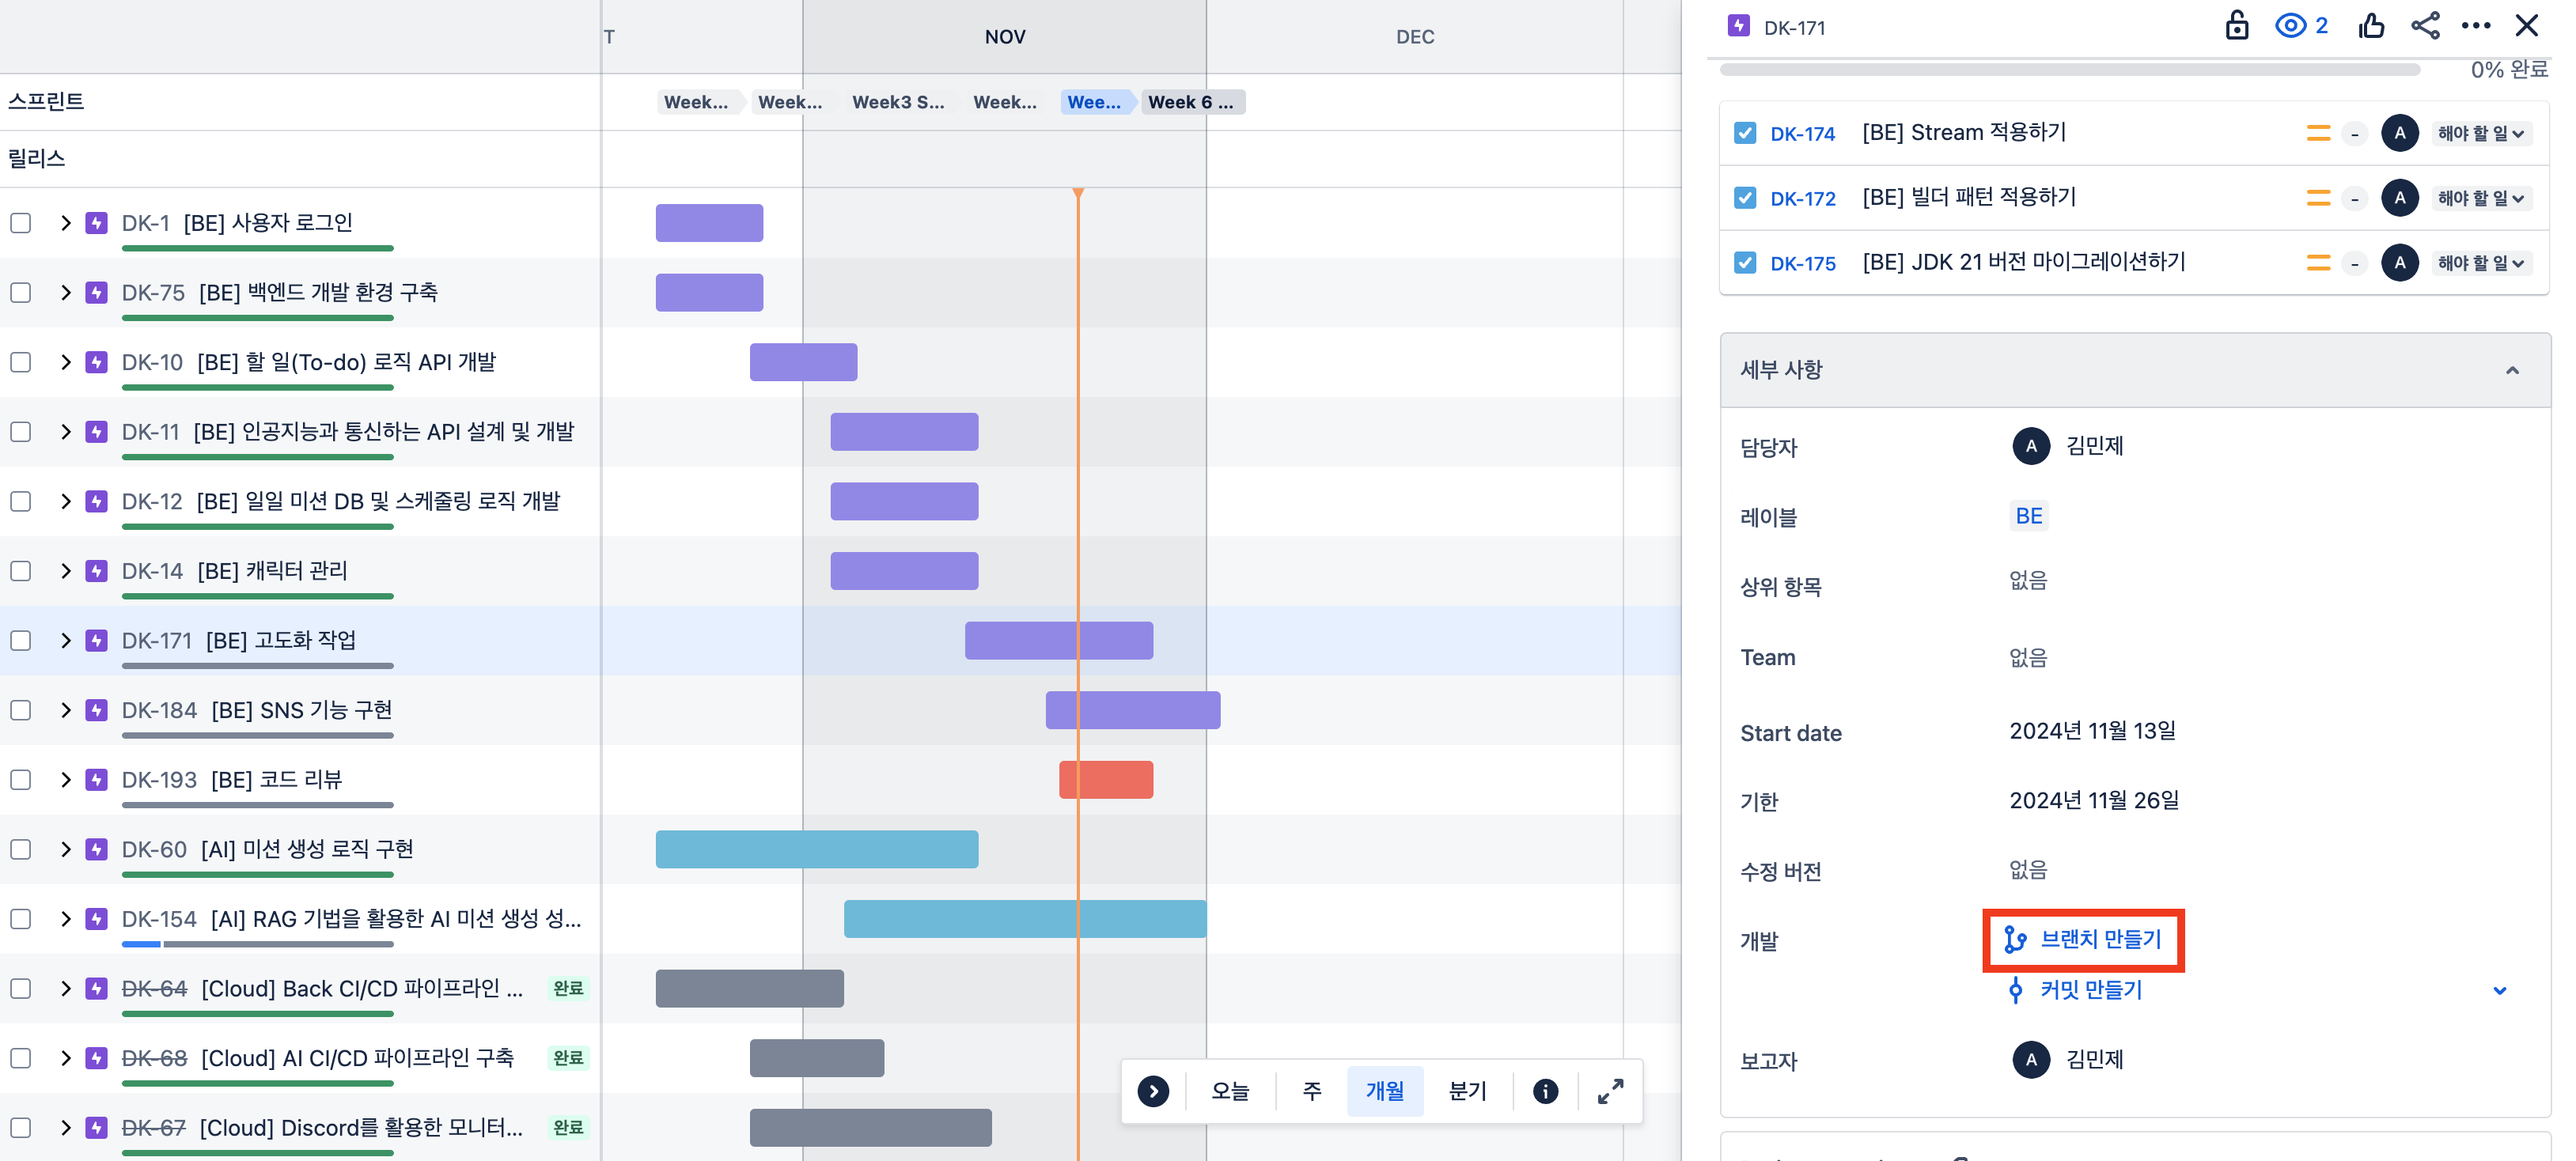 T
NOV
DEC
스프린트
Week...
Week...
Week3 S...
Week...
Wee...
Week 6 ...
릴리스
DK-1 [BE] 사용자 로그인
DK-75 [BE] 백엔드 개발 환경 구축
DK-10 [BE] 할 일(To-do) 로직 API 개발
DK-11 [BE] 인공지능과 통신하는 API 설계 및 개발
DK-12 [BE] 일일 미션 DB 및 스케줄링 로직 개발
DK-14 [BE] 캐릭터 관리
DK-171 [BE] 고도화 작업
DK-184 [BE] SNS 기능 구현
DK-193 [BE] 코드 리뷰
DK-60 [AI] 미션 생성 로직 구현
DK-154 [AI] RAG 기법을 활용한 AI 미션 생성 성...
DK-64 [Cloud] Back CI/CD 파이프라인 ... 완료
DK-68 [Cloud] AI CI/CD 파이프라인 구축 완료
DK-67 [Cloud] Discord를 활용한 모니터... 완료
오늘 주 개월 분기
DK-171
2
0% 완료
DK-174 [BE] Stream 적용하기 - A 해야 할 일
DK-172 [BE] 빌더 패턴 적용하기 - A 해야 할 일
DK-175 [BE] JDK 21 버전 마이그레이션하기 - A 해야 할 일
세부 사항
담당자 A 김민제
레이블 BE
상위 항목 없음
Team 없음
Start date 2024년 11월 13일
기한 2024년 11월 26일
수정 버전 없음
개발 브랜치 만들기
커밋 만들기
보고자 A 김민제